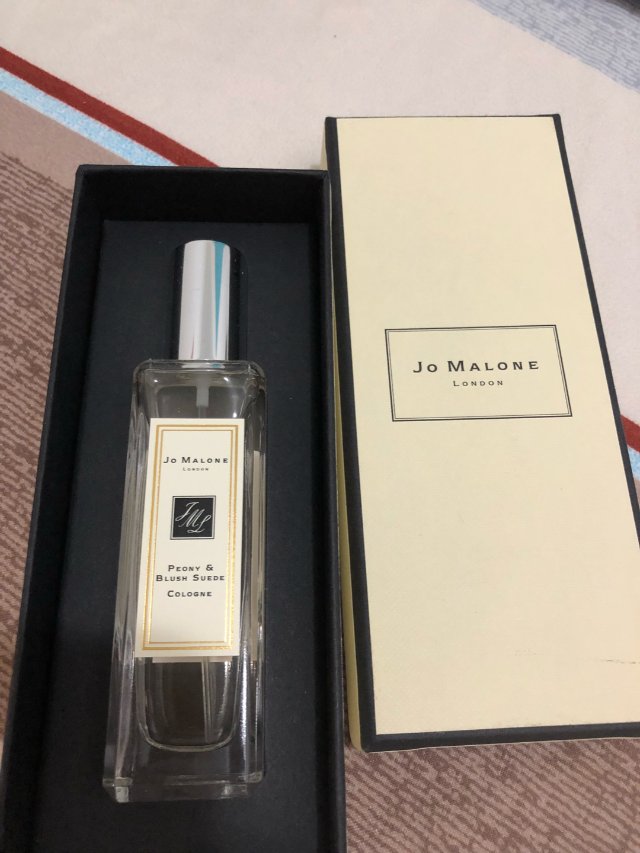 Jo Malone
London
JML
Peony &
Blush Suede
Cologne
Jo Malone
London